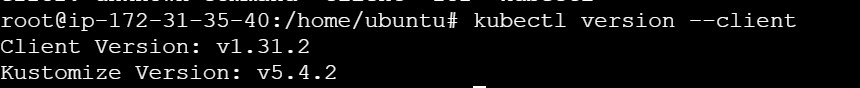 root@ip-172-31-35-40:/home/ubuntu# kubectl version --client
Client Version: v1.31.2
Kustomize Version: v5.4.2